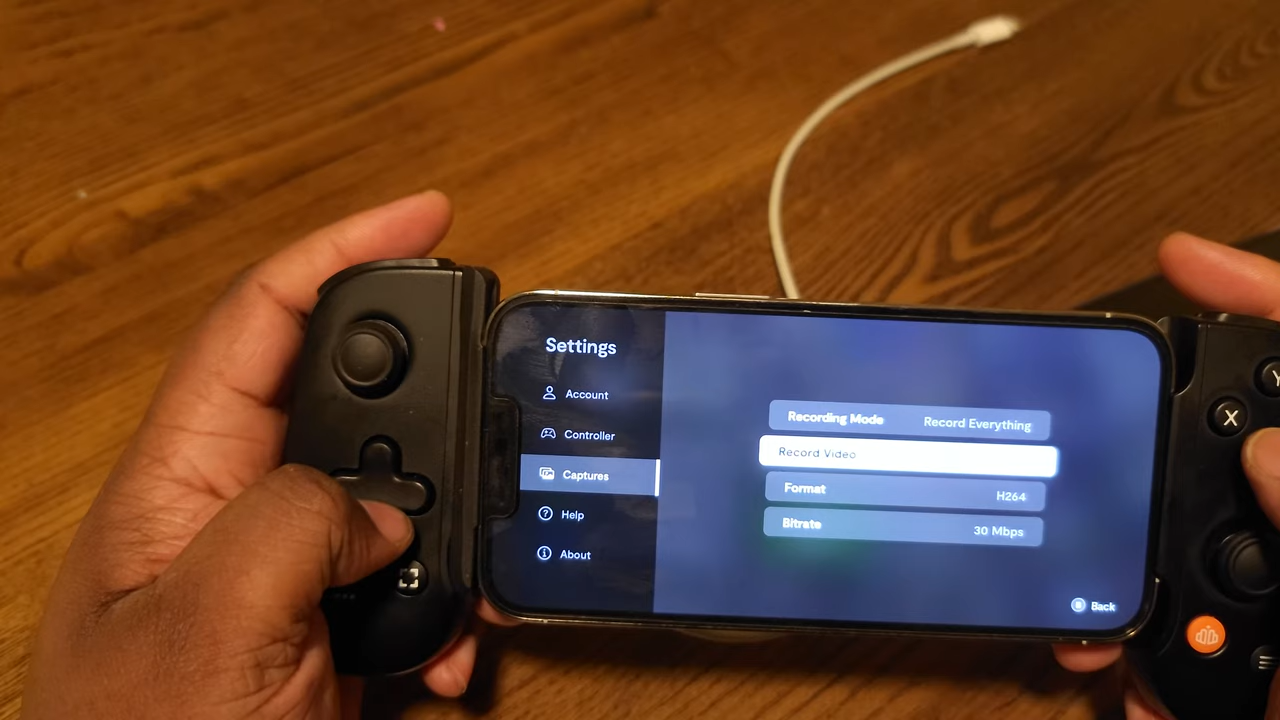 Settings
Account
Controller
Captures
Help
About
Recording Mode Record Everything
Record Video
Format H264
Bitrate 30 Mbps
B Back
Y
X